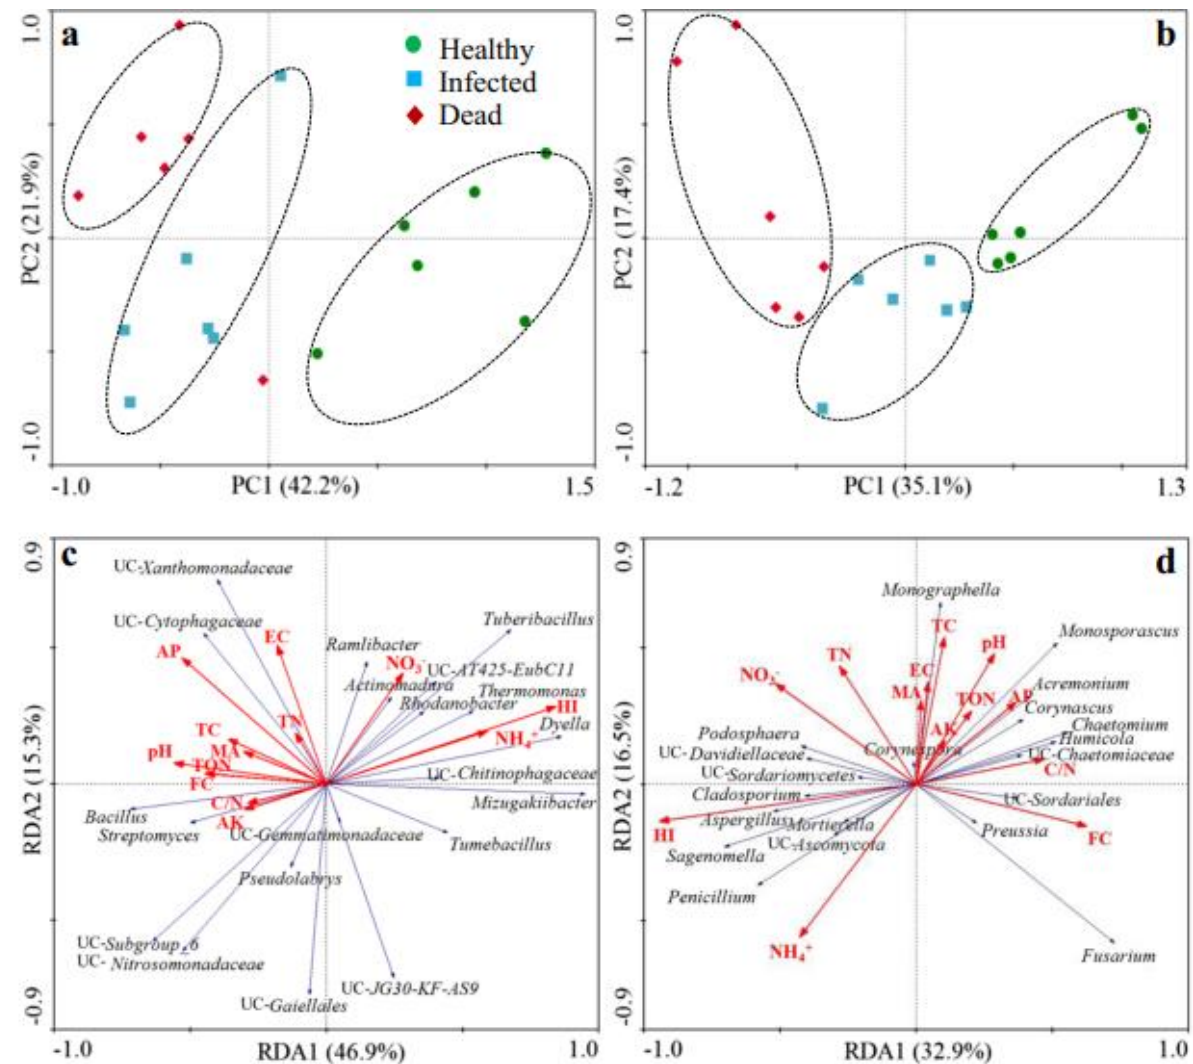 a
1.0
Healthy
Infected
Dead
PC2 (21.9%)
-1.0
-1.0
PC1 (42.2%)
1.5
b
1.0
PC2 (17.4%)
-1.0
-1.2
PC1 (35.1%)
1.3
c
0.9
UC-Xanthomonadaceae
UC-Cytophagaceae
EC
AP
Ramlibacter
Tuberibacillus
NO3-
UC-AT425-EubC11
Actinomadura
Thermomonas
Rhodanobacter
HI
TN
TC
Dyella
NH4+
pH
MA
TON
FC
UC-Chitinophagaceae
C/N
Mizugakiibacter
Bacillus
AK
Streptomyces
UC-Gemmatimonadaceae
Tumebacillus
Pseudolabrys
UC-Subgroup_6
UC- Nitrosomonadaceae
UC-JG30-KF-AS9
UC-Gaiellales
RDA2 (15.3%)
-0.9
-1.0
RDA1 (46.9%)
1.0
d
0.9
Monographella
TC
pH
Monosporascus
TN
EC
NO3-
MA
TON
AP
Acremonium
Corynascus
AK
Chaetomium
Podosphaera
Humicola
Corynespora
UC-Davidiellaceae
UC-Chaetomiaceae
C/N
UC-Sordariomycetes
Cladosporium
UC-Sordariales
Aspergillus
Mortierella
Preussia
HI
FC
UC-Ascomycota
Sagenomella
Penicillium
NH4+
Fusarium
RDA2 (16.5%)
-0.9
-1.0
RDA1 (32.9%)
1.0